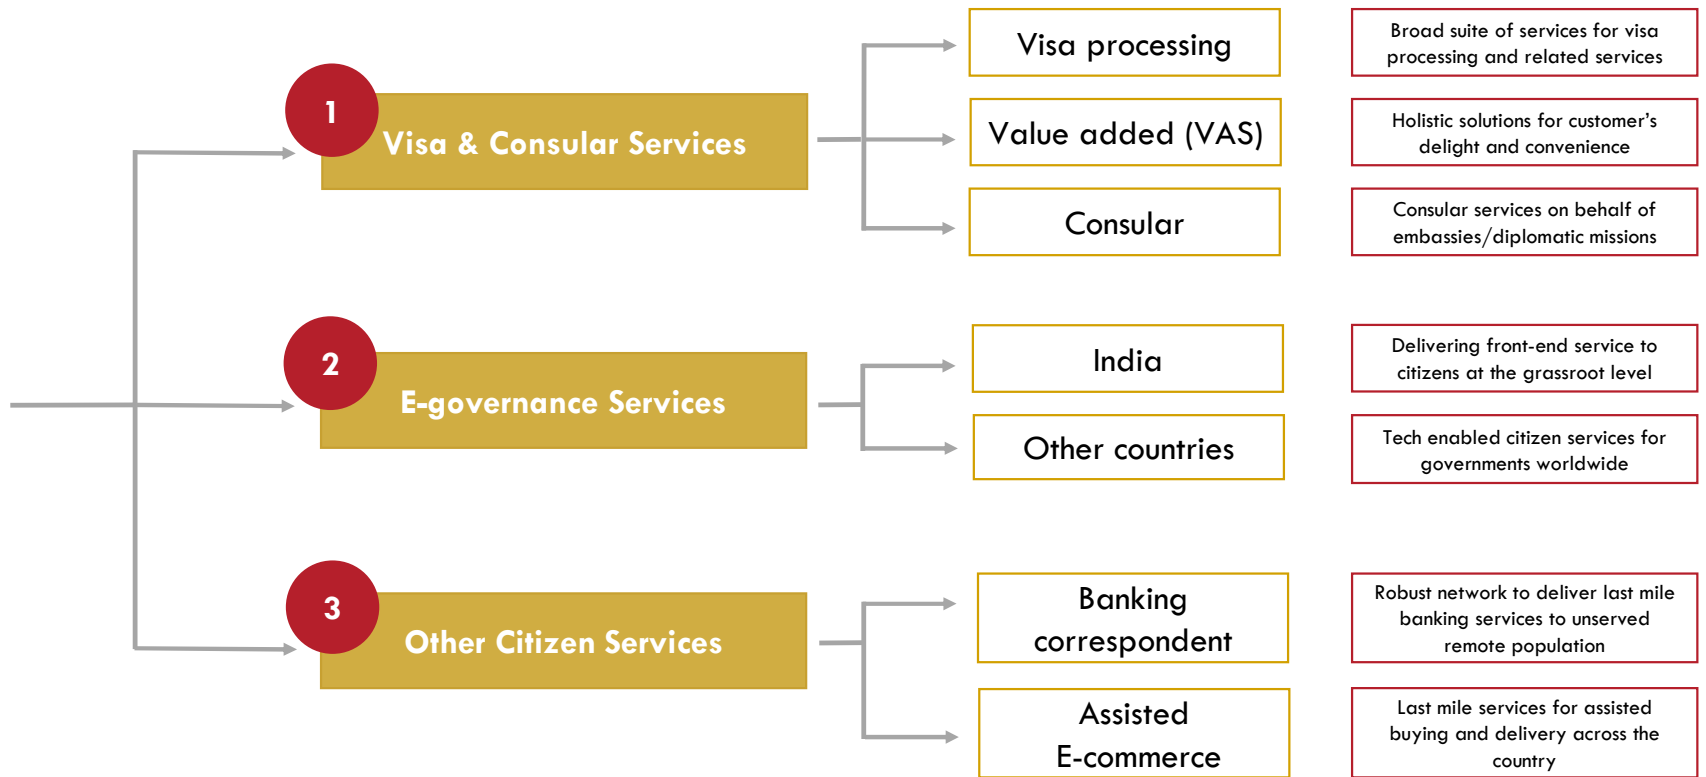 1
Visa & Consular Services
Visa processing
Broad suite of services for visa
processing and related services
Value added (VAS)
Holistic solutions for customer's
delight and convenience
Consular
Consular services on behalf of
embassies/diplomatic missions
2
E-governance Services
India
Delivering front-end service to
citizens at the grassroot level
Other countries
Tech enabled citizen services for
governments worldwide
3
Other Citizen Services
Banking
correspondent
Robust network to deliver last mile
banking services to unserved
remote population
Assisted
E-commerce
Last mile services for assisted
buying and delivery across the
country